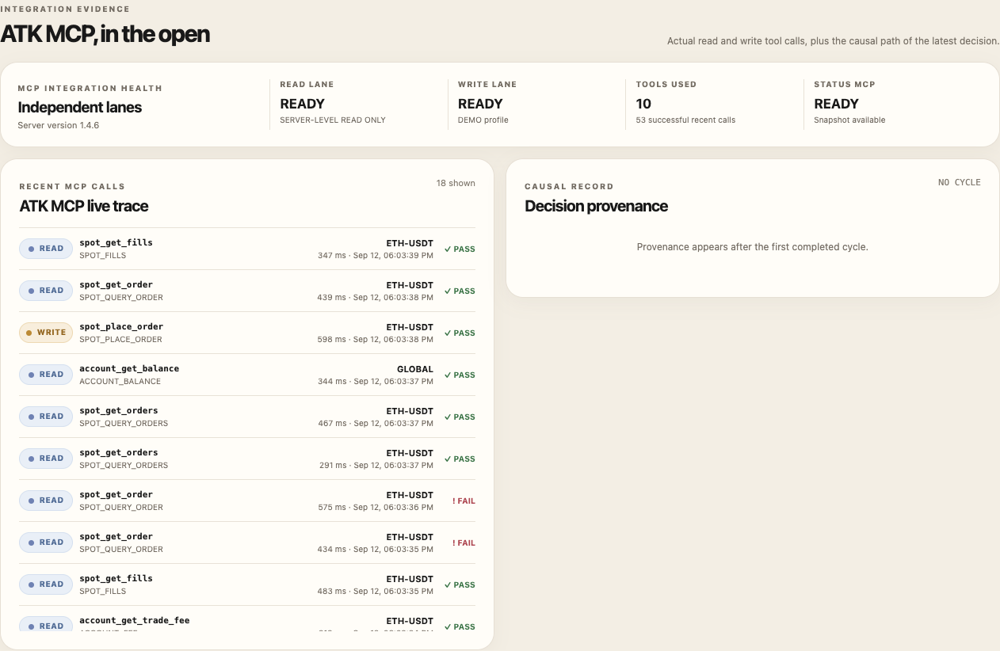 INTEGRATION EVIDENCE
ATK MCP, in the open
Actual read and write tool calls, plus the causal path of the latest decision.
MCP INTEGRATION HEALTH
Independent lanes
Server version 1.4.6
READ LANE
READY
SERVER-LEVEL READ ONLY
WRITE LANE
READY
DEMO profile
TOOLS USED
10
53 successful recent calls
STATUS MCP
READY
Snapshot available
RECENT MCP CALLS
18 shown
ATK MCP live trace
READ spot_get_fills ETH-USDT ✓ PASS
SPOT_FILLS 347 ms · Sep 12, 06:03:39 PM
READ spot_get_order ETH-USDT ✓ PASS
SPOT_QUERY_ORDER 439 ms · Sep 12, 06:03:38 PM
WRITE spot_place_order ETH-USDT ✓ PASS
SPOT_PLACE_ORDER 598 ms · Sep 12, 06:03:38 PM
READ account_get_balance GLOBAL ✓ PASS
ACCOUNT_BALANCE 344 ms · Sep 12, 06:03:37 PM
READ spot_get_orders ETH-USDT ✓ PASS
SPOT_QUERY_ORDERS 467 ms · Sep 12, 06:03:37 PM
READ spot_get_orders ETH-USDT ✓ PASS
SPOT_QUERY_ORDERS 291 ms · Sep 12, 06:03:37 PM
READ spot_get_order ETH-USDT ! FAIL
SPOT_QUERY_ORDER 575 ms · Sep 12, 06:03:36 PM
READ spot_get_order ETH-USDT ! FAIL
SPOT_QUERY_ORDER 434 ms · Sep 12, 06:03:35 PM
READ spot_get_fills ETH-USDT ✓ PASS
SPOT_FILLS 483 ms · Sep 12, 06:03:35 PM
READ account_get_trade_fee ETH-USDT ✓ PASS
CAUSAL RECORD
NO CYCLE
Decision provenance
Provenance appears after the first completed cycle.